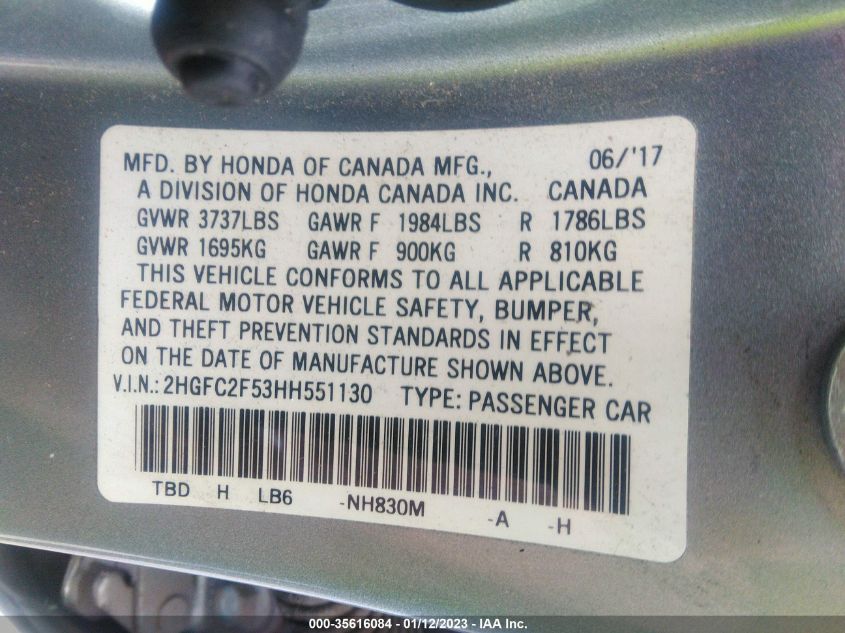 MFD. BY HONDA OF CANADA MFG., 06/'17
A DIVISION OF HONDA CANADA INC. CANADA
GVWR 3737LBS GAWR F 1984LBS R 1786LBS
GVWR 1695KG GAWR F 900KG R 810KG
THIS VEHICLE CONFORMS TO ALL APPLICABLE
FEDERAL MOTOR VEHICLE SAFETY, BUMPER,
AND THEFT PREVENTION STANDARDS IN EFFECT
ON THE DATE OF MANUFACTURE SHOWN ABOVE.
V.I.N.: 2HGFC2F53HH551130 TYPE: PASSENGER CAR
TBD H LB6 -NH830M -A -H
000-35616084 - 01/12/2023 - IAA Inc.